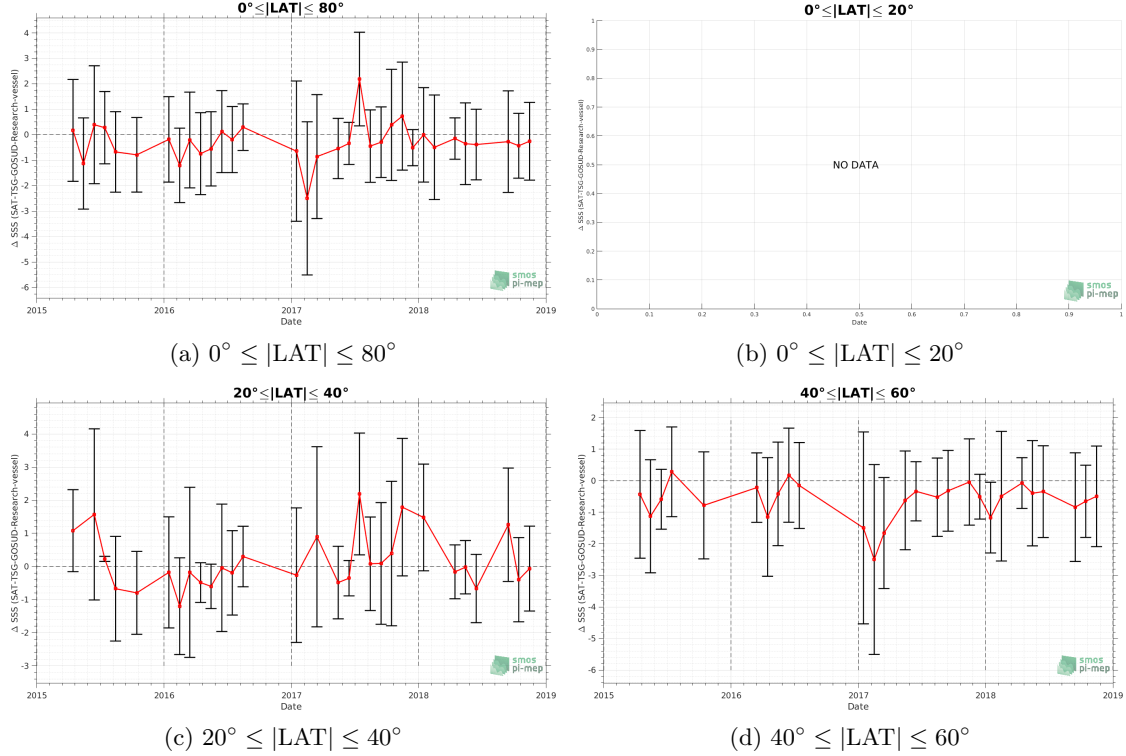 0°≤|LAT|≤ 80°
4
3
2
1
0
-1
-2
-3
-4
-5
-6
Δ SSS (SAT-TSG-GOSUD-Research-vessel)
2015
2016
2017
2018
2019
Date
smos
pi-mep
(a) 0° ≤ |LAT| ≤ 80°
0°≤|LAT|≤ 20°
1
0.9
0.8
0.7
0.6
0.5
0.4
0.3
0.2
0.1
0
Δ SSS (SAT-TSG-GOSUD-Research-vessel)
NO DATA
0 0.1 0.2 0.3 0.4 0.5 0.6 0.7 0.8 0.9 1
Date
smos
pi-mep
(b) 0° ≤ |LAT| ≤ 20°
20°≤|LAT|≤ 40°
4
3
2
1
0
-1
-2
-3
Δ SSS (SAT-TSG-GOSUD-Research-vessel)
2015
2016
2017
2018
2019
Date
smos
pi-mep
(c) 20° ≤ |LAT| ≤ 40°
40°≤|LAT|≤ 60°
2
1
0
-1
-2
-3
-4
-5
-6
Δ SSS (SAT-TSG-GOSUD-Research-vessel)
2015
2016
2017
2018
2019
Date
smos
pi-mep
(d) 40° ≤ |LAT| ≤ 60°